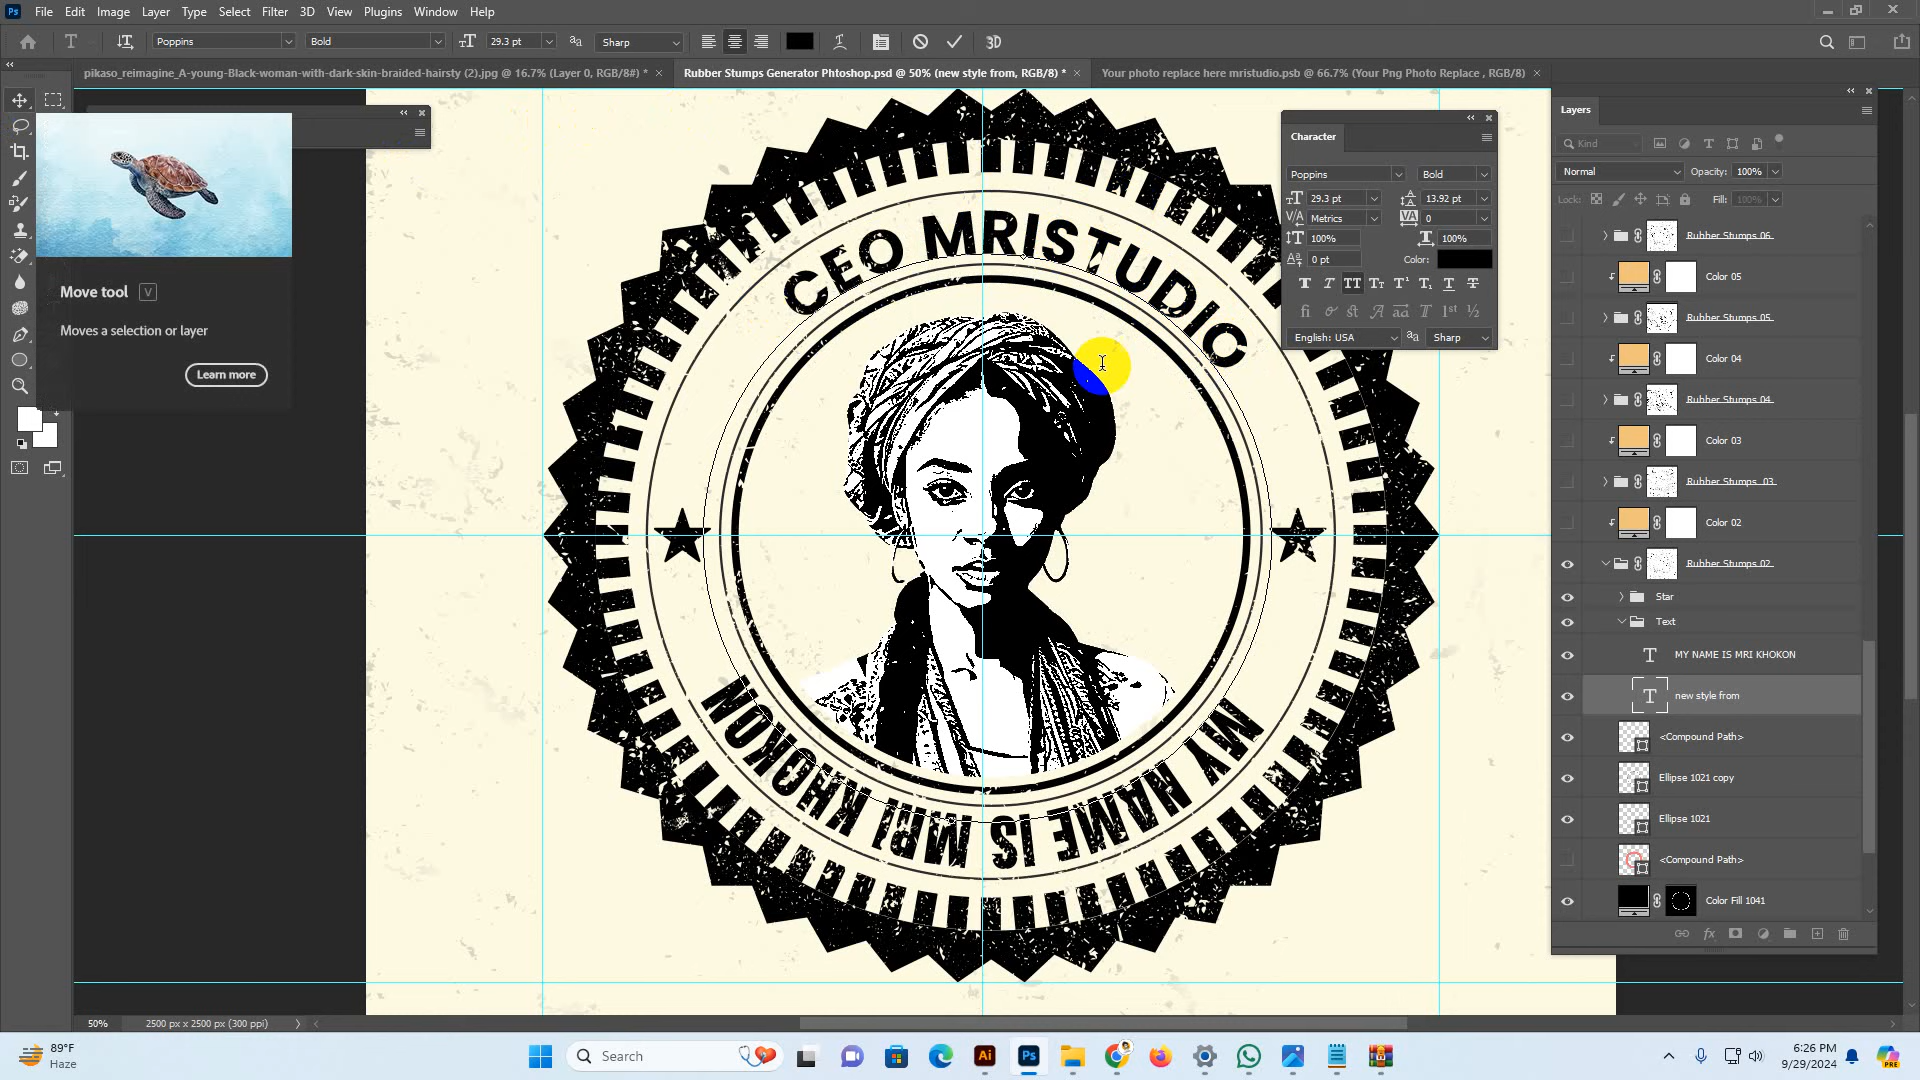 Ps File Edit Image Layer Type Select Filter 3D View Plugins Window Help
Poppins Bold 29.3 pt Sharp 3D
pikaso_reimagine_A-young-Black-woman-with-dark-skin-braided-hairsty (2).jpg @ 16.7% (Layer 0, RGB/8#) *
Rubber Stumps Generator Phtoshop.psd @ 50% (new style from, RGB/8) *
Your photo replace here mristudio.psb @ 66.7% (Your Png Photo Replace , RGB/8)
Move tool V
Moves a selection or layer
Learn more
CEO MRISTUDIO
MY NAME IS MRI KHOKON
Character
Poppins Bold
29.3 pt 13.92 pt
Metrics 0
100% 100%
0 pt Color:
English: USA Sharp
Layers
Kind
Normal Opacity: 100%
Lock: Fill: 100%
Rubber Stumps 06
Color 05
Rubber Stumps 05
Color 04
Rubber Stumps 04
Color 03
Rubber Stumps 03
Color 02
Rubber Stumps 02
Star
Text
MY NAME IS MRI KHOKON
new style from
<Compound Path>
Ellipse 1021 copy
Ellipse 1021
<Compound Path>
Color Fill 1041
50% 2500 px x 2500 px (300 ppi)
89°F
Haze
Search
Ai Ps
6:26 PM
9/29/2024
PRE